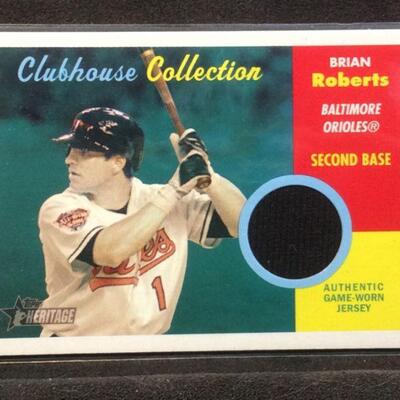 Clubhouse Collection
BRIAN
Roberts
BALTIMORE
ORIOLES®
SECOND BASE
AUTHENTIC
GAME-WORN
JERSEY
Topps
HERITAGE
1